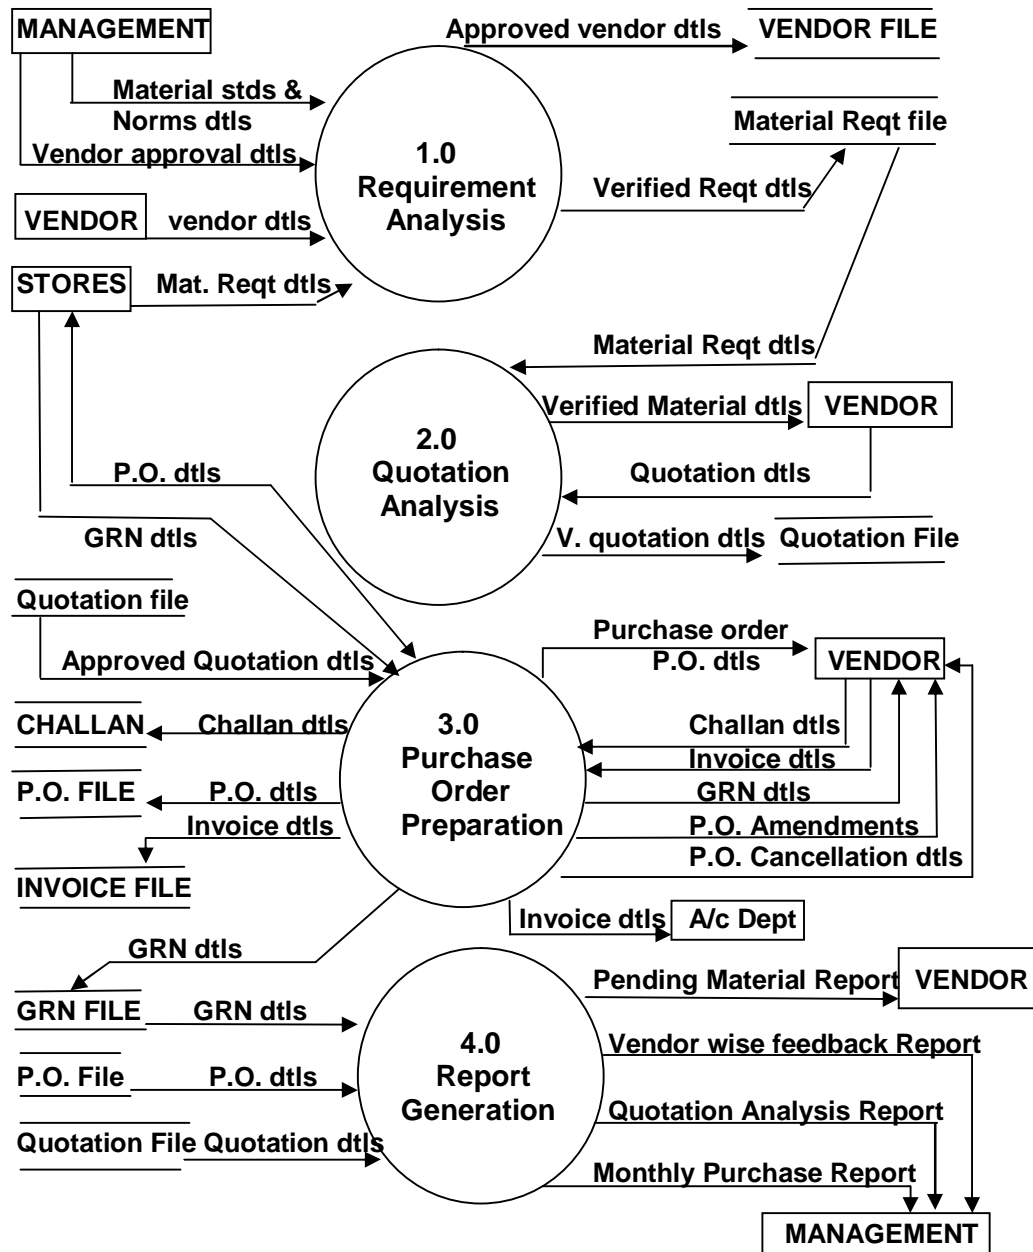 MANAGEMENT
Approved vendor dtls
VENDOR FILE
Material stds &
Norms dtls
Vendor approval dtls
1.0
Requirement
Analysis
Material Reqt file
Verified Reqt dtls
VENDOR
vendor dtls
STORES
Mat. Reqt dtls
Material Reqt dtls
Verified Material dtls
VENDOR
2.0
Quotation
Analysis
Quotation dtls
P.O. dtls
GRN dtls
V. quotation dtls
Quotation File
Quotation file
Approved Quotation dtls
Purchase order
P.O. dtls
VENDOR
CHALLAN
Challan dtls
3.0
Purchase
Order
Preparation
Challan dtls
Invoice dtls
P.O. FILE
P.O. dtls
GRN dtls
Invoice dtls
P.O. Amendments
P.O. Cancellation dtls
INVOICE FILE
Invoice dtls
A/c Dept
GRN dtls
Pending Material Report
VENDOR
GRN FILE
GRN dtls
4.0
Report
Generation
Vendor wise feedback Report
P.O. File
P.O. dtls
Quotation Analysis Report
Quotation File
Quotation dtls
Monthly Purchase Report
MANAGEMENT